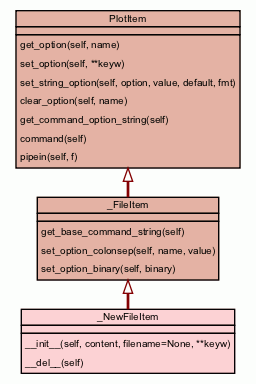 PlotItem
get_option(self, name)
set_option(self, **keyw)
set_string_option(self, option, value, default, fmt)
clear_option(self, name)
get_command_option_string(self)
command(self)
pipein(self, f)
_FileItem
get_base_command_string(self)
set_option_colonsep(self, name, value)
set_option_binary(self, binary)
_NewFileItem
__init__(self, content, filename=None, **keyw)
__del__(self)